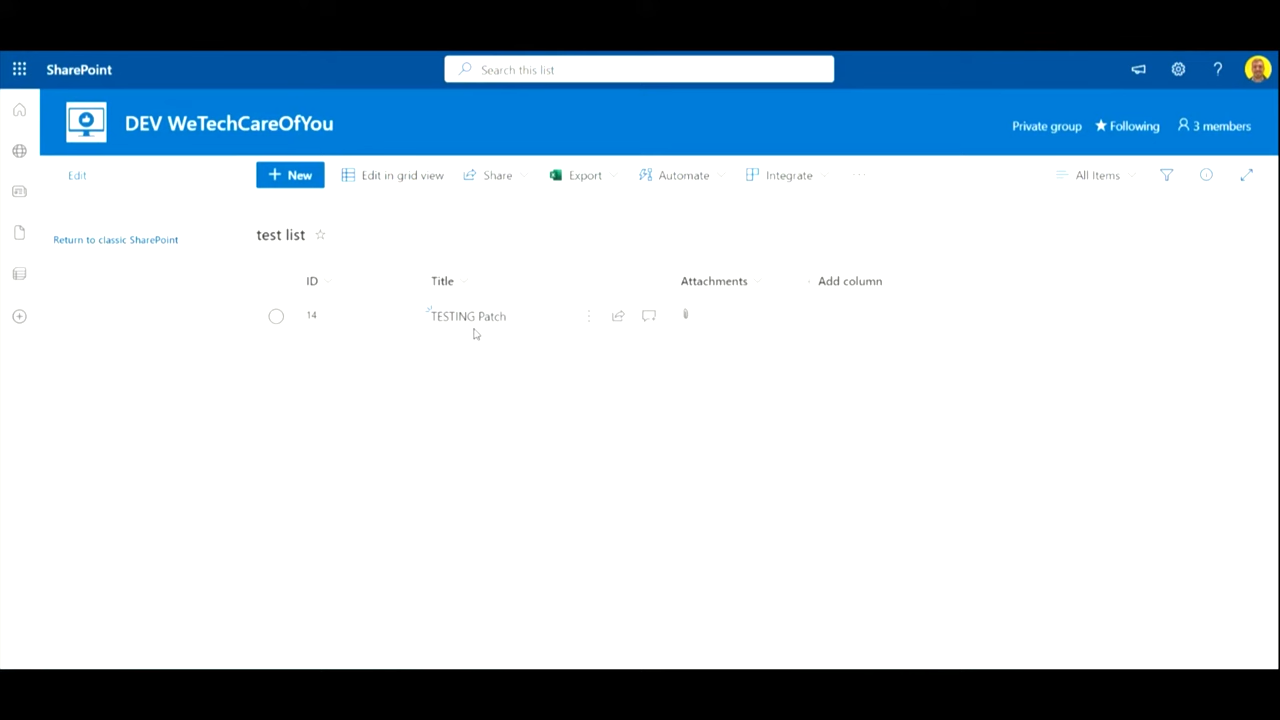 SharePoint
Search this list
DEV WeTechCareOfYou
Private group
Following
3 members
Edit
New
Edit in grid view
Share
Export
Automate
Integrate
All Items
Return to classic SharePoint
test list
ID
Title
Attachments
Add column
14
TESTING Patch